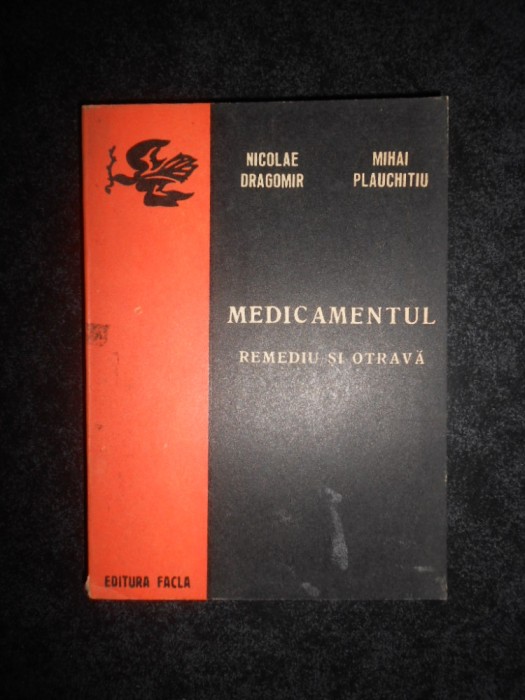 NICOLAE
DRAGOMIR
MIHAI
PLAUCHITIU
MEDICAMENTUL
REMEDIU ȘI OTRAVĂ
EDITURA FACLA